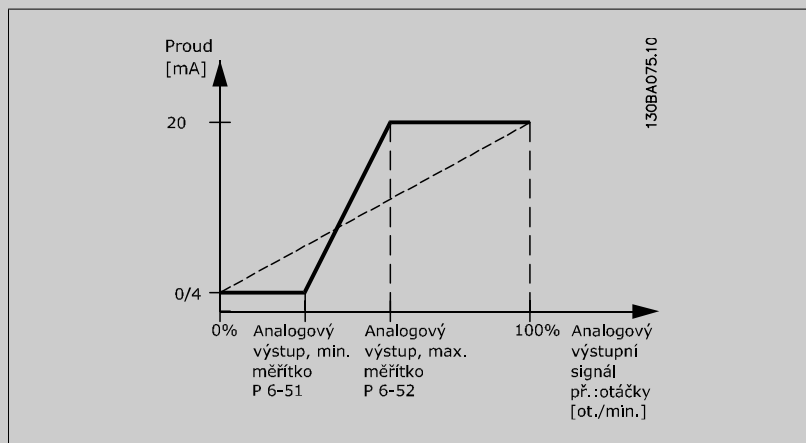 Proud
[mA]
130BA075.10
20
0/4
0%
Analogový
výstup, min.
měřítko
P 6-51
Analogový
výstup, max.
měřítko
P 6-52
100%
Analogový
výstupní
signál
př.:otáčky
[ot./min.]